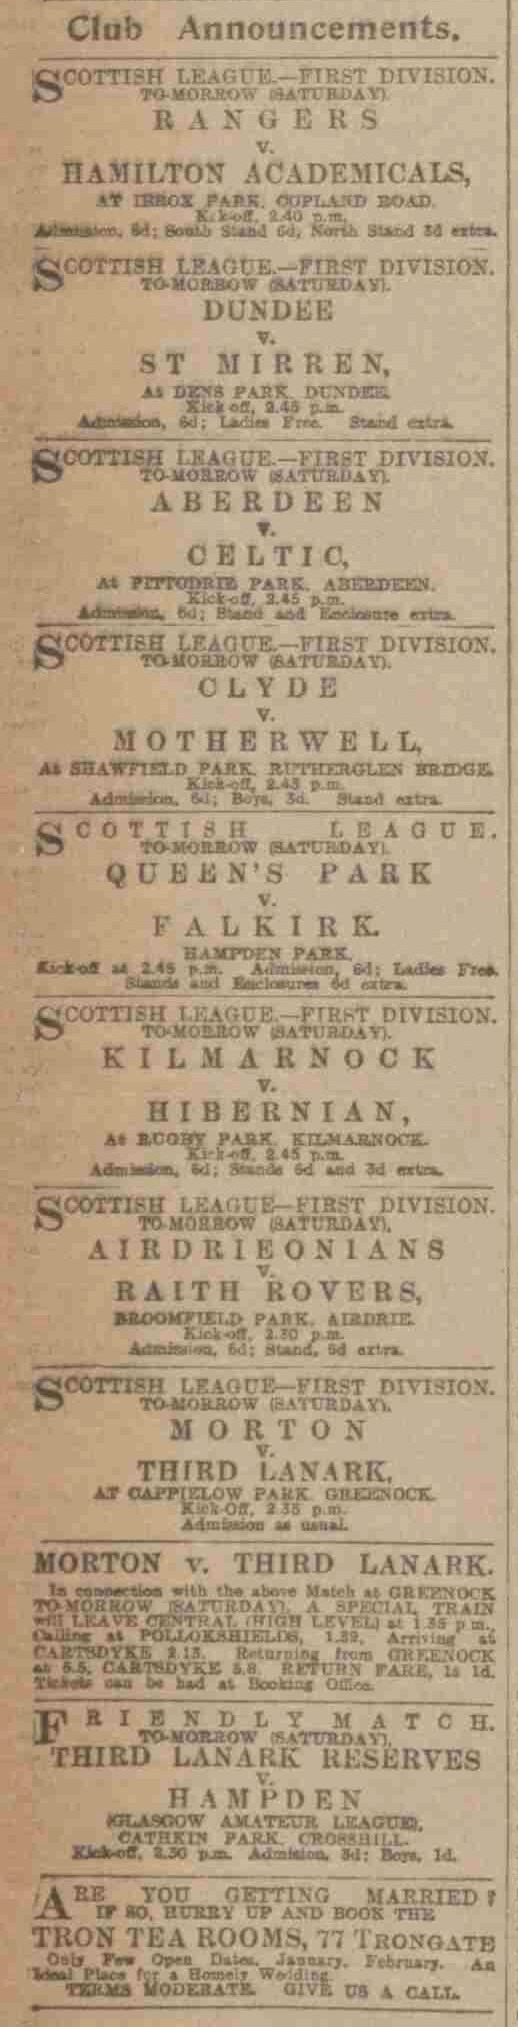 Club Announcements.
SCOTTISH LEAGUE.—FIRST DIVISION.
TO-MORROW (SATURDAY).
RANGERS
v.
HAMILTON ACADEMICALS,
AT IBROX PARK, COPLAND ROAD.
Kick-off, 2.40 p.m.
Admission, 6d; South Stand 6d, North Stand 3d extra.
SCOTTISH LEAGUE.—FIRST DIVISION.
TO-MORROW (SATURDAY).
DUNDEE
v.
ST MIRREN,
At DENS PARK, DUNDEE.
Kick off, 2.45 p.m.
Admission, 6d; Ladies Free. Stand extra.
SCOTTISH LEAGUE.—FIRST DIVISION.
TO-MORROW (SATURDAY).
ABERDEEN
v.
CELTIC,
At PITTODRIE PARK, ABERDEEN.
Kick-off, 2.45 p.m.
Admission, 6d; Stand and Enclosure extra.
SCOTTISH LEAGUE.—FIRST DIVISION.
TO-MORROW (SATURDAY).
CLYDE
v.
MOTHERWELL,
At SHAWFIELD PARK, RUTHERGLEN BRIDGE.
Kick-off, 2.45 p.m.
Admission, 6d; Boys, 3d. Stand extra.
SCOTTISH LEAGUE.
TO-MORROW (SATURDAY).
QUEEN'S PARK
v.
FALKIRK.
HAMPDEN PARK.
Kick-off at 2.45 p.m. Admission, 6d; Ladies Free.
Stands and Enclosures 6d extra.
SCOTTISH LEAGUE.—FIRST DIVISION.
TO-MORROW (SATURDAY).
KILMARNOCK
v.
HIBERNIAN,
At RUGBY PARK, KILMARNOCK.
Kick-off, 2.45 p.m.
Admission, 6d; Stands 6d and 3d extra.
SCOTTISH LEAGUE—FIRST DIVISION.
TO-MORROW (SATURDAY),
AIRDRIEONIANS
v.
RAITH ROVERS,
BROOMFIELD PARK, AIRDRIE.
Kick-off, 2.30 p.m.
Admission, 6d; Stand, 6d extra.
SCOTTISH LEAGUE—FIRST DIVISION.
TO-MORROW (SATURDAY),
MORTON
v.
THIRD LANARK,
AT CAPPIELOW PARK, GREENOCK.
Kick-Off, 2.35 p.m.
Admission as usual.
MORTON v. THIRD LANARK.
In connection with the above Match at GREENOCK
TO-MORROW (SATURDAY), A SPECIAL TRAIN
will LEAVE CENTRAL (HIGH LEVEL) at 1.35 p.m.,
Calling at POLLOKSHIELDS, 1.39, Arriving at
CARTSDYKE 2.13. Returning from GREENOCK
at 5.5, CARTSDYKE 5.8. RETURN FARE, 1s 1d.
Tickets can be had at Booking Office.
FRIENDLY MATCH.
TO-MORROW (SATURDAY),
THIRD LANARK RESERVES
v.
HAMPDEN
(GLASGOW AMATEUR LEAGUE),
CATHKIN PARK, CROSSHILL.
Kick-off, 2.30 p.m. Admision, 3d; Boys, 1d.
ARE YOU GETTING MARRIED?
IF SO, HURRY UP AND BOOK THE
TRON TEA ROOMS, 77 TRONGATE
Only Few Open Dates, January, February. An
Ideal Place for a Homely Wedding.
TERMS MODERATE. GIVE US A CALL.